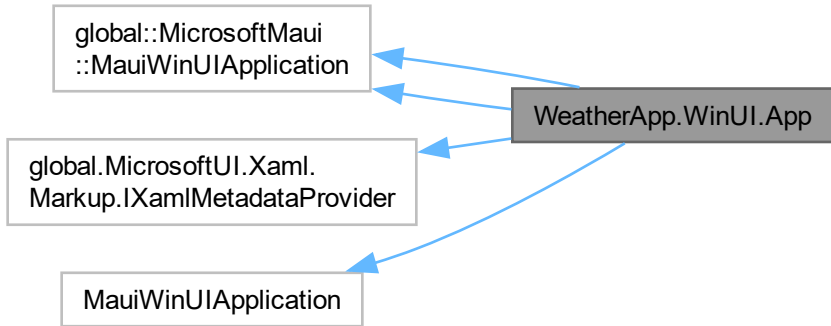 global::MicrosoftMaui
::MauiWinUIApplication
WeatherApp.WinUI.App
global.MicrosoftUI.Xaml.
Markup.IXamlMetadataProvider
MauiWinUIApplication